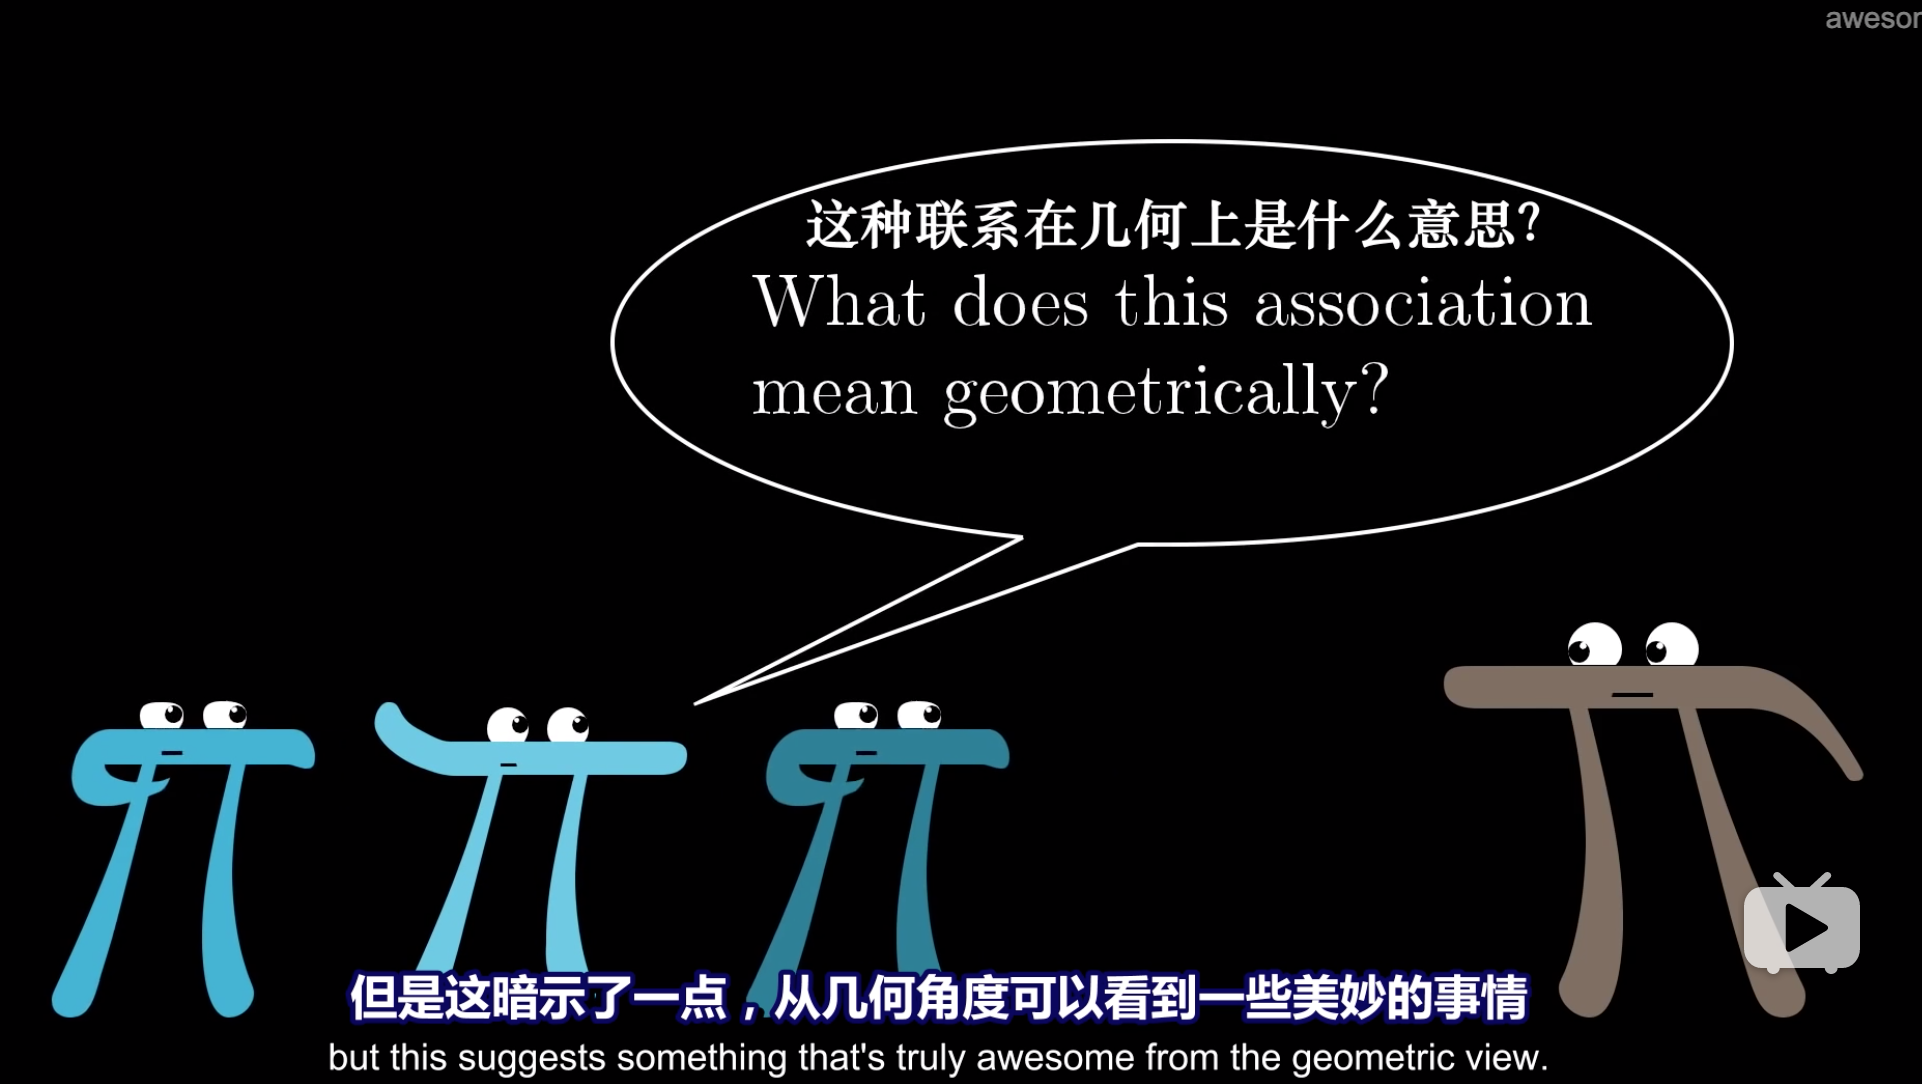 awesor
这种联系在几何上是什么意思?
What does this association
mean geometrically?
但是这暗示了一点，从几何角度可以看到一些美妙的事情
but this suggests something that's truly awesome from the geometric view.